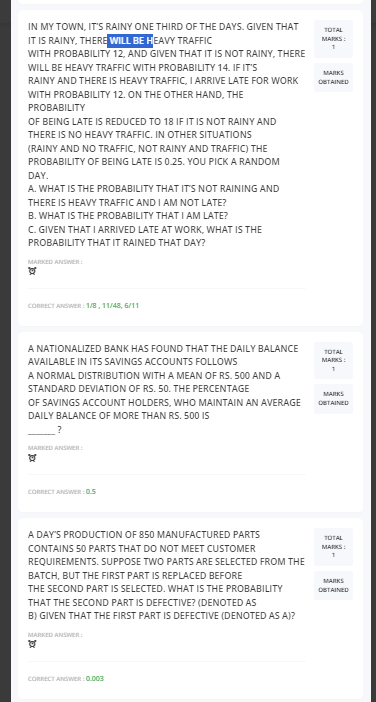 IN MY TOWN, IT'S RAINY ONE THIRD OF THE DAYS. GIVEN THAT
IT IS RAINY, THERE WILL BE HEAVY TRAFFIC
WITH PROBABILITY 12, AND GIVEN THAT IT IS NOT RAINY, THERE
WILL BE HEAVY TRAFFIC WITH PROBABILITY 14. IF IT'S
RAINY AND THERE IS HEAVY TRAFFIC, I ARRIVE LATE FOR WORK
WITH PROBABILITY 12. ON THE OTHER HAND, THE
PROBABILITY
OF BEING LATE IS REDUCED TO 18 IF IT IS NOT RAINY AND
THERE IS NO HEAVY TRAFFIC. IN OTHER SITUATIONS
(RAINY AND NO TRAFFIC, NOT RAINY AND TRAFFIC) THE
PROBABILITY OF BEING LATE IS 0.25. YOU PICK A RANDOM
DAY.
A. WHAT IS THE PROBABILITY THAT IT'S NOT RAINING AND
THERE IS HEAVY TRAFFIC AND I AM NOT LATE?
B. WHAT IS THE PROBABILITY THAT I AM LATE?
C. GIVEN THAT I ARRIVED LATE AT WORK, WHAT IS THE
PROBABILITY THAT IT RAINED THAT DAY?
TOTAL
MARKS :
1
MARKS
OBTAINED
MARKED ANSWER :
CORRECT ANSWER : 1/8 , 11/48, 6/11
A NATIONALIZED BANK HAS FOUND THAT THE DAILY BALANCE
AVAILABLE IN ITS SAVINGS ACCOUNTS FOLLOWS
A NORMAL DISTRIBUTION WITH A MEAN OF RS. 500 AND A
STANDARD DEVIATION OF RS. 50. THE PERCENTAGE
OF SAVINGS ACCOUNT HOLDERS, WHO MAINTAIN AN AVERAGE
DAILY BALANCE OF MORE THAN RS. 500 IS
_______ ?
TOTAL
MARKS :
1
MARKS
OBTAINED
MARKED ANSWER :
CORRECT ANSWER : 0.5
A DAY'S PRODUCTION OF 850 MANUFACTURED PARTS
CONTAINS 50 PARTS THAT DO NOT MEET CUSTOMER
REQUIREMENTS. SUPPOSE TWO PARTS ARE SELECTED FROM THE
BATCH, BUT THE FIRST PART IS REPLACED BEFORE
THE SECOND PART IS SELECTED. WHAT IS THE PROBABILITY
THAT THE SECOND PART IS DEFECTIVE? (DENOTED AS
B) GIVEN THAT THE FIRST PART IS DEFECTIVE (DENOTED AS A)?
TOTAL
MARKS :
1
MARKS
OBTAINED
MARKED ANSWER :
CORRECT ANSWER : 0.003